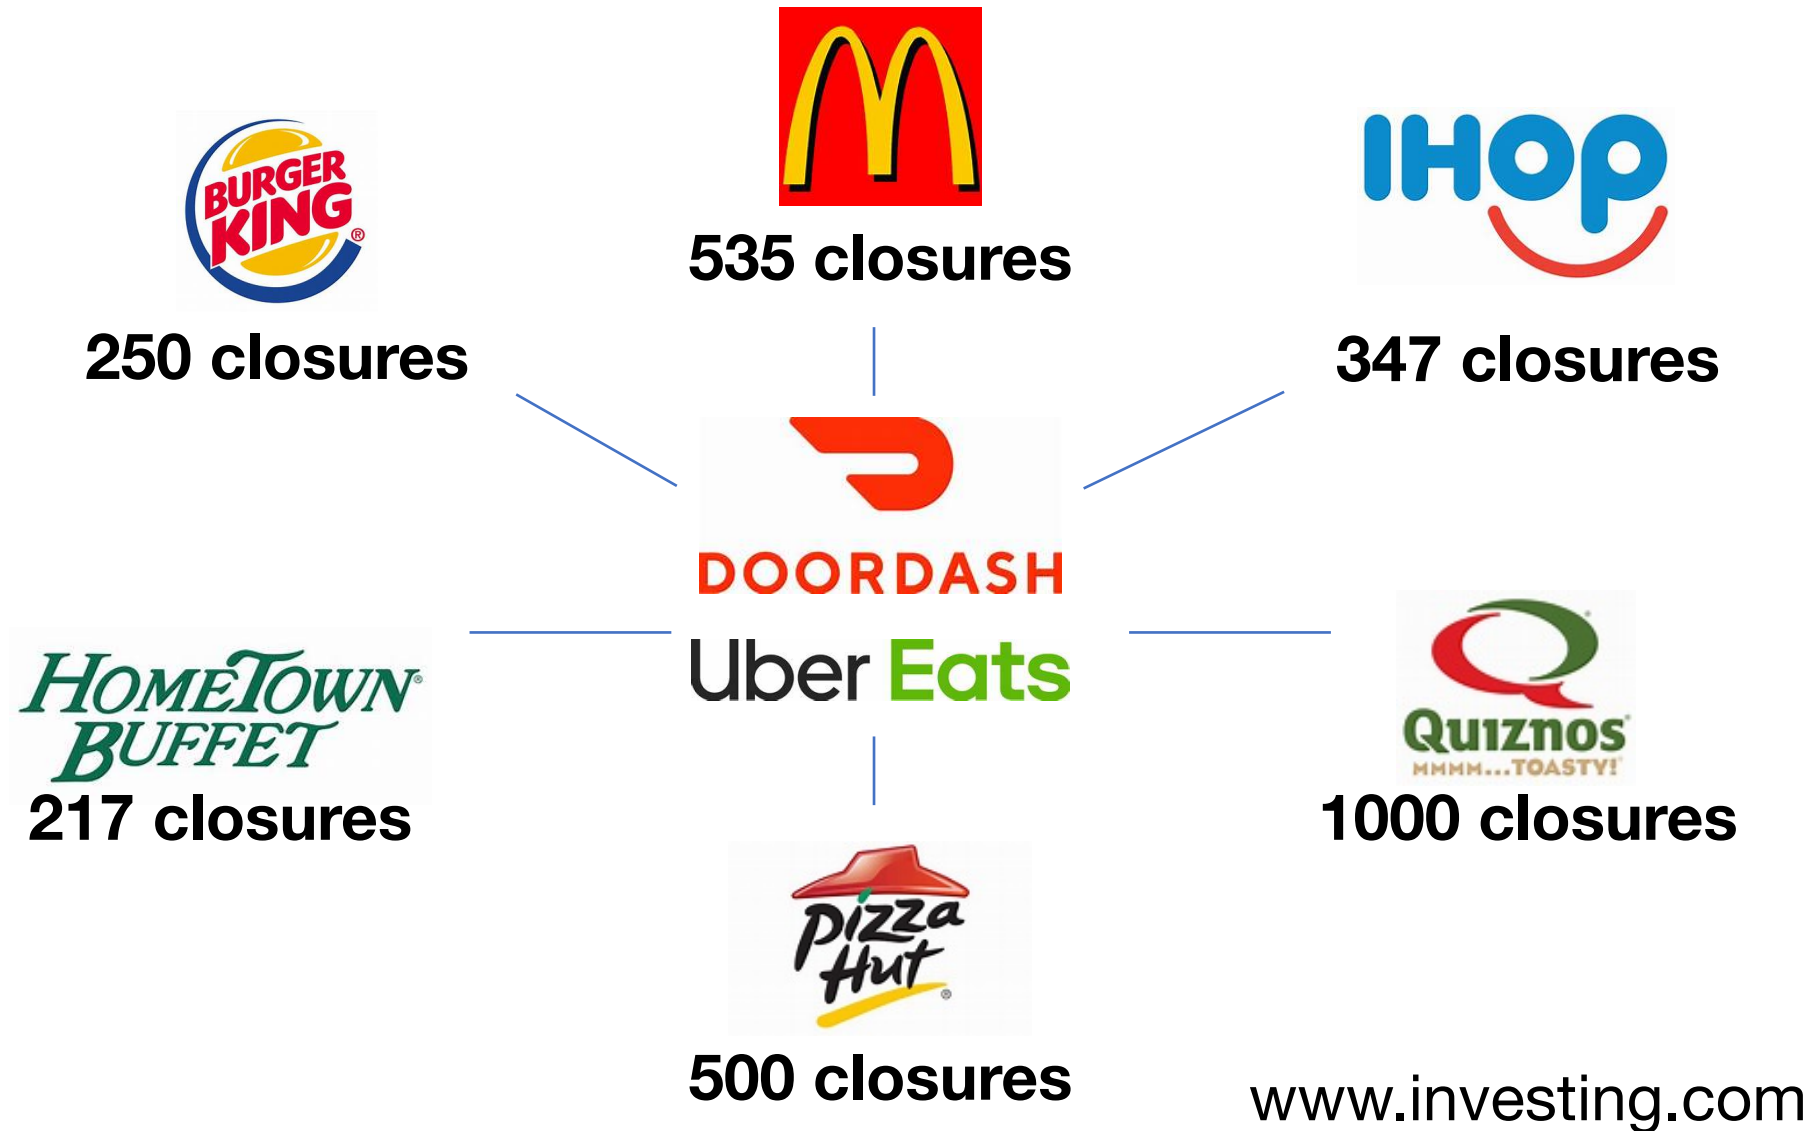 BURGER
KING
®
250 closures
M
535 closures
IHOP
347 closures
DOORDASH
Uber Eats
HOMETOWN
BUFFET
217 closures
QUIZNOS
MMMM...TOASTY!
1000 closures
Pizza
Hut
®
500 closures
www.investing.com